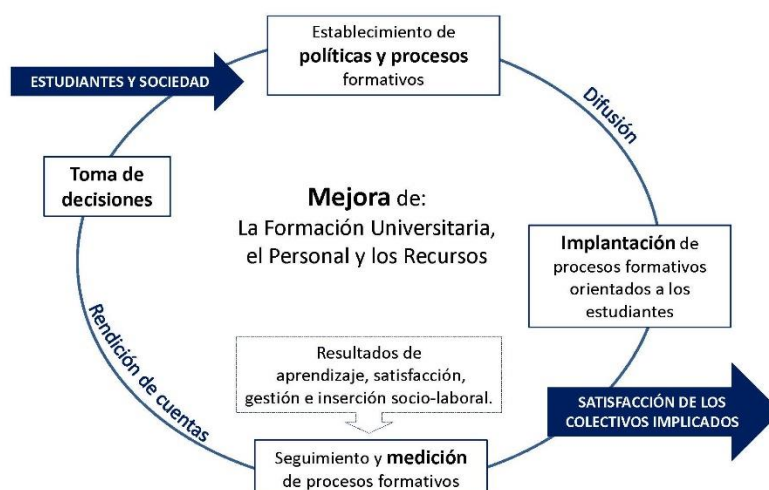 Establecimiento de
políticas y procesos
formativos
ESTUDIANTES Y SOCIEDAD
Difusión
Toma de
decisiones
Mejora de:
La Formación Universitaria,
el Personal y los Recursos
Implantación de
procesos formativos
orientados a los
estudiantes
Rendición de cuentas
Resultados de
aprendizaje, satisfacción,
gestión e inserción socio-laboral.
SATISFACCIÓN DE LOS
COLECTIVOS IMPLICADOS
Seguimiento y medición
de procesos formativos